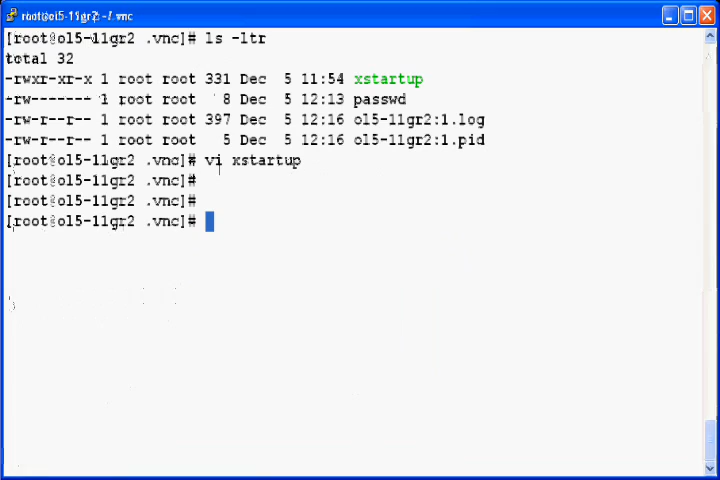 root@ol5-11gr2:~/.vnc
[root@ol5-11gr2 .vnc]# ls -ltr
total 32
-rwxr-xr-x 1 root root 331 Dec  5 11:54 xstartup
-rw------- 1 root root   8 Dec  5 12:13 passwd
-rw-r--r-- 1 root root 397 Dec  5 12:16 ol5-11gr2:1.log
-rw-r--r-- 1 root root   5 Dec  5 12:16 ol5-11gr2:1.pid
[root@ol5-11gr2 .vnc]# vi xstartup
[root@ol5-11gr2 .vnc]#
[root@ol5-11gr2 .vnc]#
[root@ol5-11gr2 .vnc]#